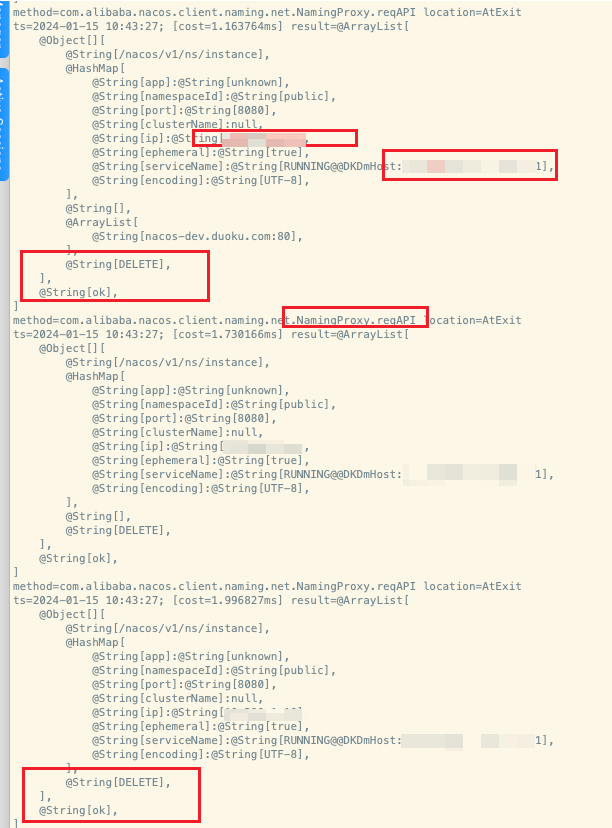 method=com.alibaba.nacos.client.naming.net.NamingProxy.reqAPI location=AtExit
ts=2024-01-15 10:43:27; [cost=1.163764ms] result=@ArrayList[
@Object[][
@String[/nacos/v1/ns/instance],
@HashMap[
@String[app]:@String[unknown],
@String[namespaceId]:@String[public],
@String[port]:@String[8080],
@String[clusterName]:null,
@String[ip]:@String[
@String[ephemeral]:@String[true],
@String[serviceName]:@String[RUNNING@@DKDmHost: 1],
@String[encoding]:@String[UTF-8],
],
@String[],
@ArrayList[
@String[nacos-dev.duoku.com:80],
],
@String[DELETE],
],
@String[ok],
]
method=com.alibaba.nacos.client.naming.net.NamingProxy.reqAPI location=AtExit
ts=2024-01-15 10:43:27; [cost=1.730166ms] result=@ArrayList[
@Object[][
@String[/nacos/v1/ns/instance],
@HashMap[
@String[app]:@String[unknown],
@String[namespaceId]:@String[public],
@String[port]:@String[8080],
@String[clusterName]:null,
@String[ip]:@String[ ,
@String[ephemeral]:@String[true],
@String[serviceName]:@String[RUNNING@@DKDmHost: 1],
@String[encoding]:@String[UTF-8],
],
@String[],
@String[DELETE],
],
@String[ok],
]
method=com.alibaba.nacos.client.naming.net.NamingProxy.reqAPI location=AtExit
ts=2024-01-15 10:43:27; [cost=1.996827ms] result=@ArrayList[
@Object[][
@String[/nacos/v1/ns/instance],
@HashMap[
@String[app]:@String[unknown],
@String[namespaceId]:@String[public],
@String[port]:@String[8080],
@String[clusterName]:null,
@String[ip]:@String[ ,
@String[ephemeral]:@String[true],
@String[serviceName]:@String[RUNNING@@DKDmHost: 1],
@String[encoding]:@String[UTF-8],
],
@String[DELETE],
],
@String[ok],
]